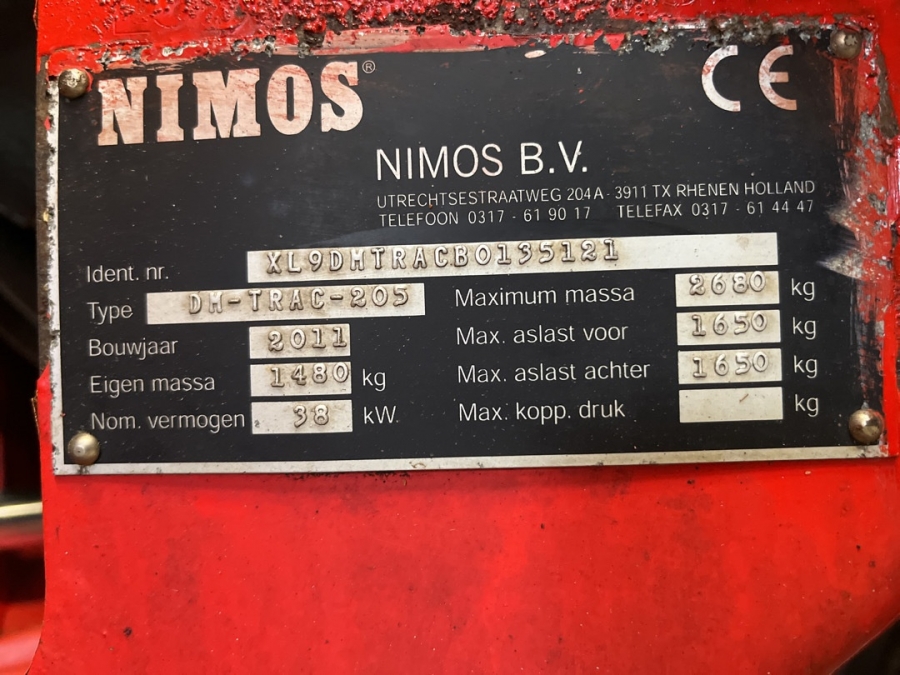 NIMOS®
CE
NIMOS B.V.
UTRECHTSESTRAATWEG 204A - 3911 TX RHENEN HOLLAND
TELEFOON 0317 - 61 90 17 TELEFAX 0317 - 61 44 47
Ident. nr. XL9DMTRACB0135121
Type DM-TRAC-205
Bouwjaar 2011
Eigen massa 1480 kg
Nom. vermogen 38 kW.
Maximum massa 2680 kg
Max. aslast voor 1650 kg
Max. aslast achter 1650 kg
Max. kopp. druk kg